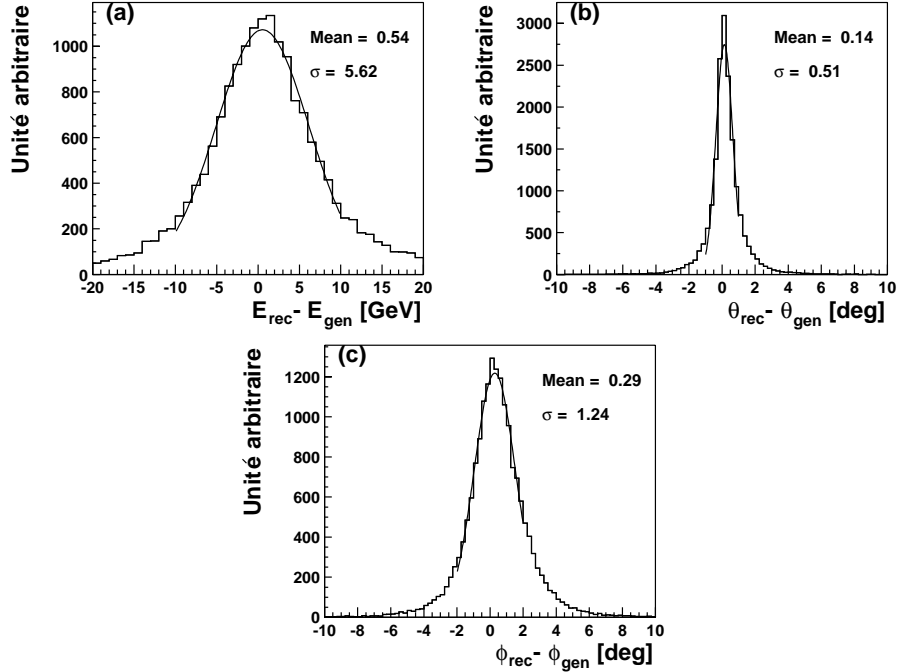 (a)
Unité arbitraire
Mean = 0.54
σ = 5.62
1000
800
600
400
200
0
-20 -15 -10 -5 0 5 10 15 20
E_rec - E_gen [GeV]
(b)
Unité arbitraire
Mean = 0.14
σ = 0.51
3000
2500
2000
1500
1000
500
0
-10 -8 -6 -4 -2 0 2 4 6 8 10
θ_rec - θ_gen [deg]
(c)
Unité arbitraire
Mean = 0.29
σ = 1.24
1200
1000
800
600
400
200
0
-10 -8 -6 -4 -2 0 2 4 6 8 10
ϕ_rec - ϕ_gen [deg]